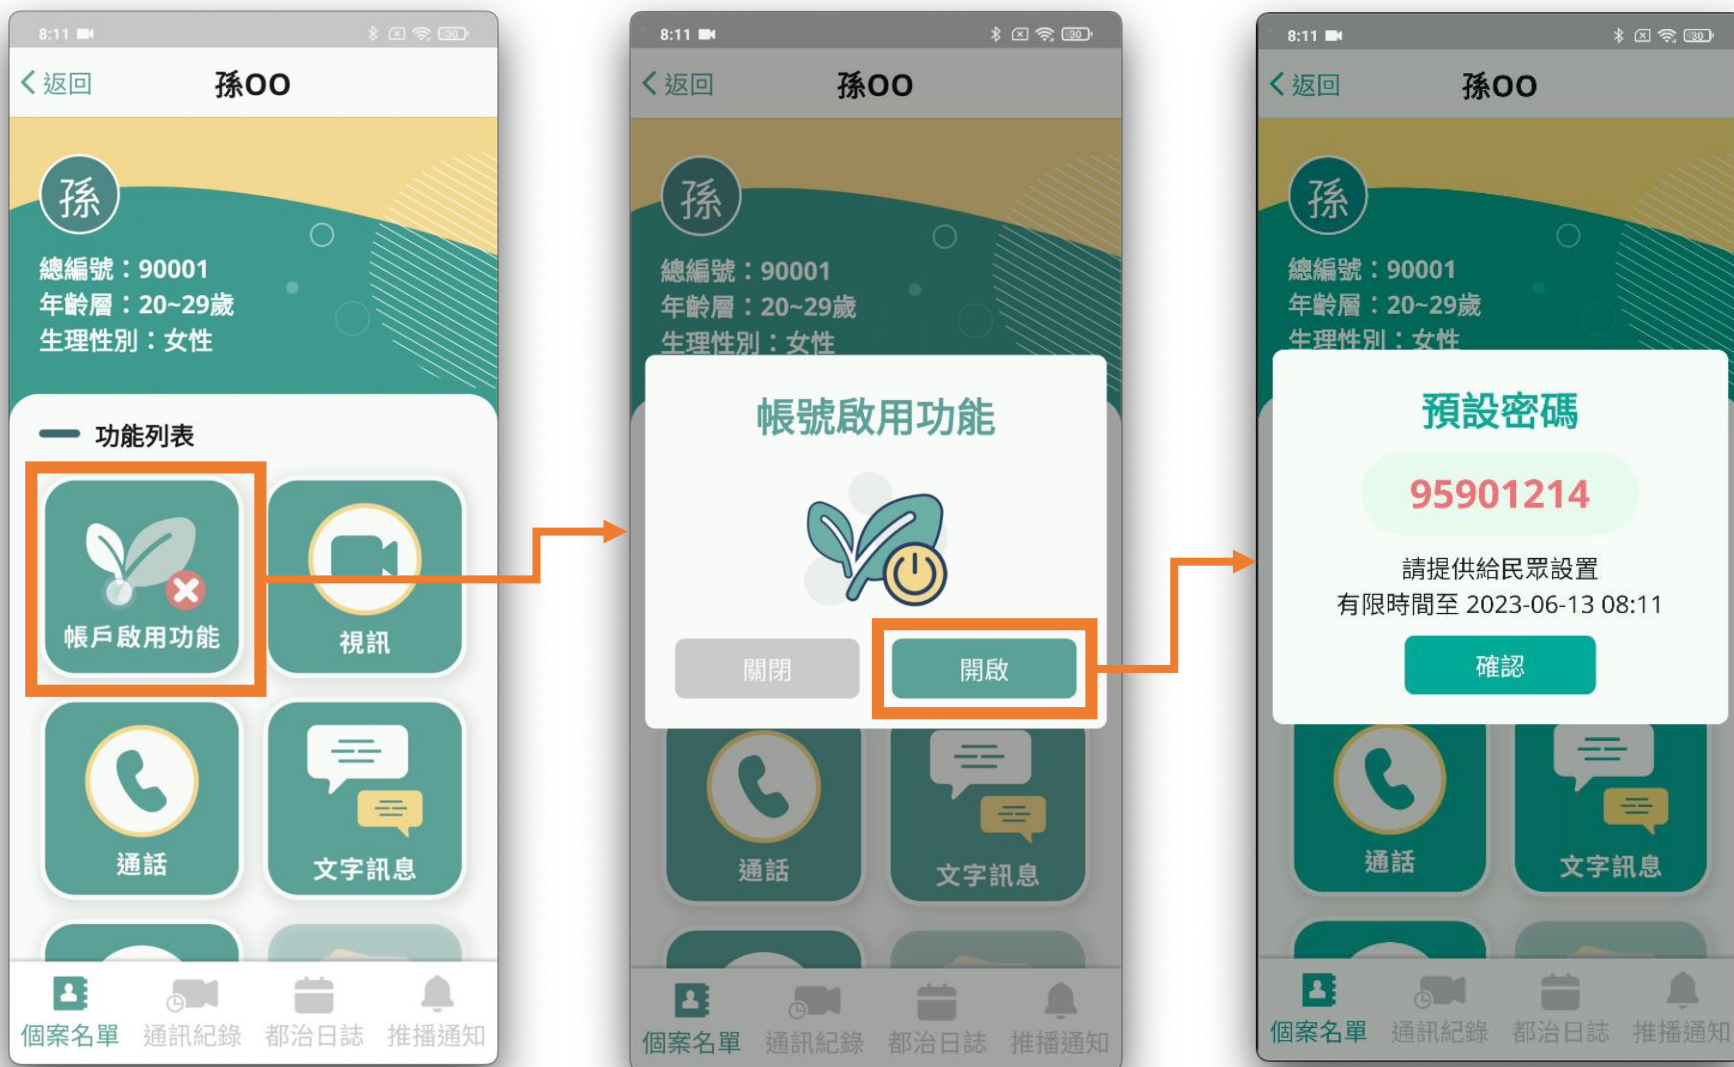 8:11
30
返回
孫OO
孫
總編號：90001
年齡層：20~29歲
生理性別：女性
功能列表
帳戶啟用功能
視訊
通話
文字訊息
個案名單
通訊紀錄
都治日誌
推播通知
8:11
30
返回
孫OO
孫
總編號：90001
年齡層：20~29歲
生理性別：女性
帳號啟用功能
關閉
開啟
通話
文字訊息
個案名單
通訊紀錄
都治日誌
推播通知
8:11
30
返回
孫OO
孫
總編號：90001
年齡層：20~29歲
生理性別：女性
預設密碼
95901214
請提供給民眾設置
有限時間至 2023-06-13 08:11
確認
通話
文字訊息
個案名單
通訊紀錄
都治日誌
推播通知